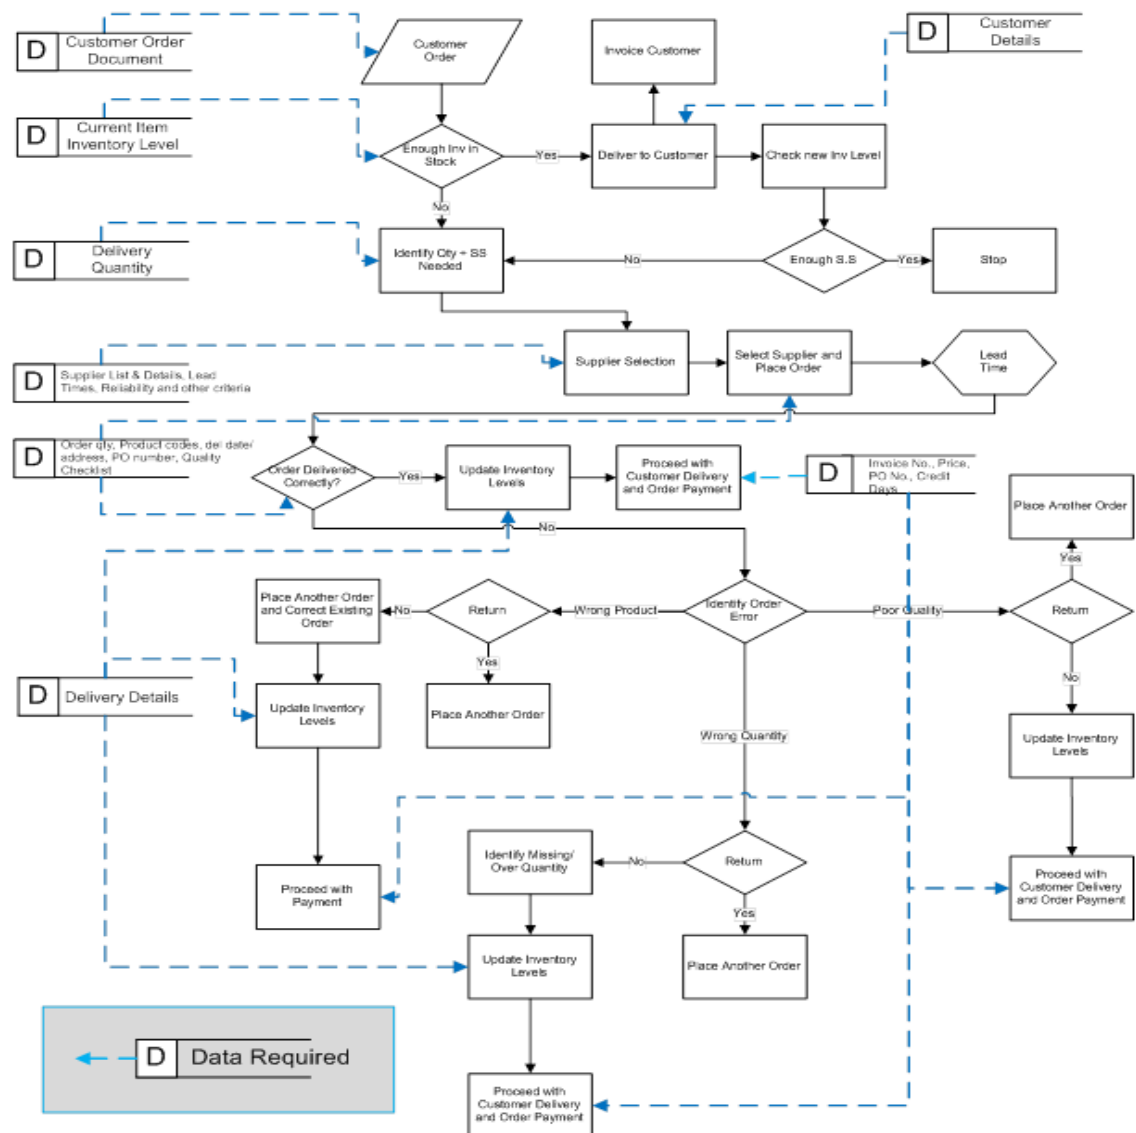 D
Customer Order
Document
Customer
Order
Invoice Customer
D
Customer
Details
D
Current Item
Inventory Level
Enough Inv in
Stock
Yes
Deliver to Customer
Check new Inv Level
No
D
Delivery
Quantity
Identify Qty + SS
Needed
No
Enough S.S
Yes
Stop
D
Supplier List & Details, Lead
Times, Reliability and other criteria
Supplier Selection
Select Supplier and
Place Order
Lead
Time
D
Order qty, Product codes, del date/
address, PO number, Quality
Checklist
Order Delivered
Correctly?
Yes
Update Inventory
Levels
Proceed with
Customer Delivery
and Order Payment
D
Invoice No., Price,
PO No., Credit
Days
Place Another Order
No
Yes
Place Another Order
and Correct Existing
Order
No
Return
Wrong Product
Identify Order
Error
Poor Quality
Return
Yes
No
D
Delivery Details
Update Inventory
Levels
Place Another Order
Wrong Quantity
Update Inventory
Levels
Identify Missing/
Over Quantity
No
Return
Proceed with
Payment
Proceed with
Customer Delivery
and Order Payment
Yes
Update Inventory
Levels
Place Another Order
D
Data Required
Proceed with
Customer Delivery
and Order Payment